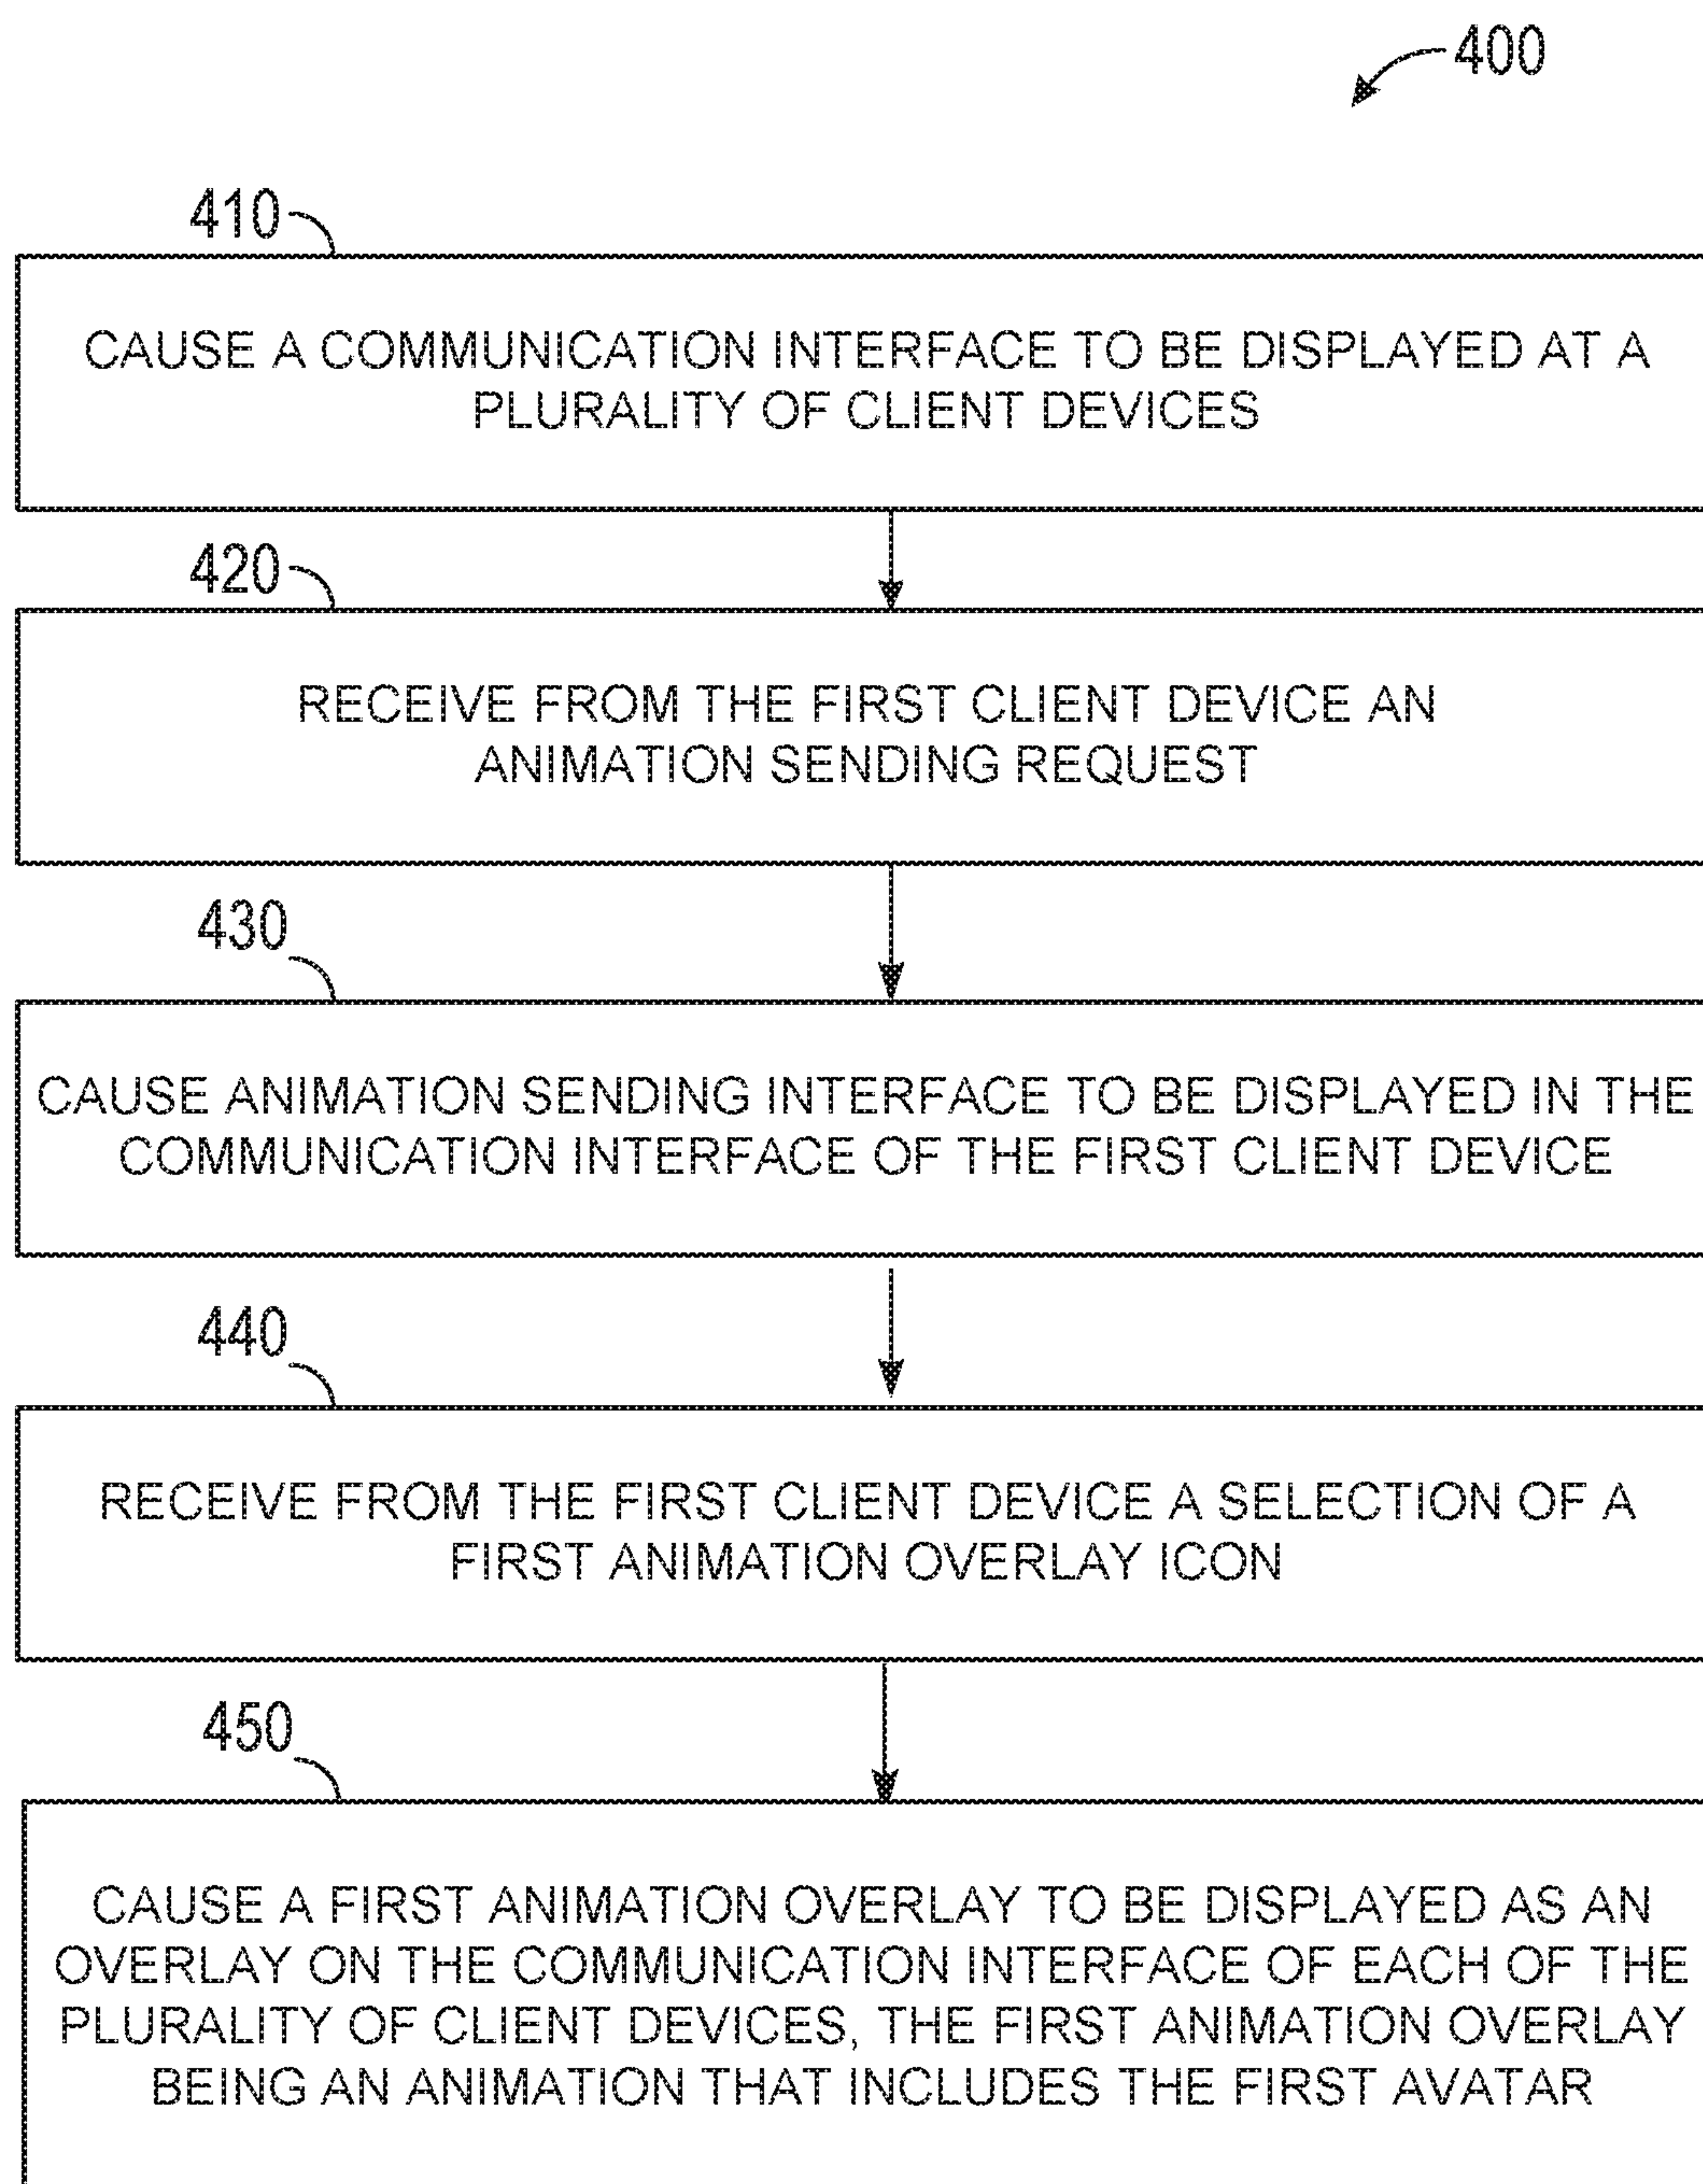 400
410
CAUSE A COMMUNICATION INTERFACE TO BE DISPLAYED AT A
PLURALITY OF CLIENT DEVICES
420
RECEIVE FROM THE FIRST CLIENT DEVICE AN
ANIMATION SENDING REQUEST
430
CAUSE ANIMATION SENDING INTERFACE TO BE DISPLAYED IN THE
COMMUNICATION INTERFACE OF THE FIRST CLIENT DEVICE
440
RECEIVE FROM THE FIRST CLIENT DEVICE A SELECTION OF A
FIRST ANIMATION OVERLAY ICON
450
CAUSE A FIRST ANIMATION OVERLAY TO BE DISPLAYED AS AN
OVERLAY ON THE COMMUNICATION INTERFACE OF EACH OF THE
PLURALITY OF CLIENT DEVICES, THE FIRST ANIMATION OVERLAY
BEING AN ANIMATION THAT INCLUDES THE FIRST AVATAR